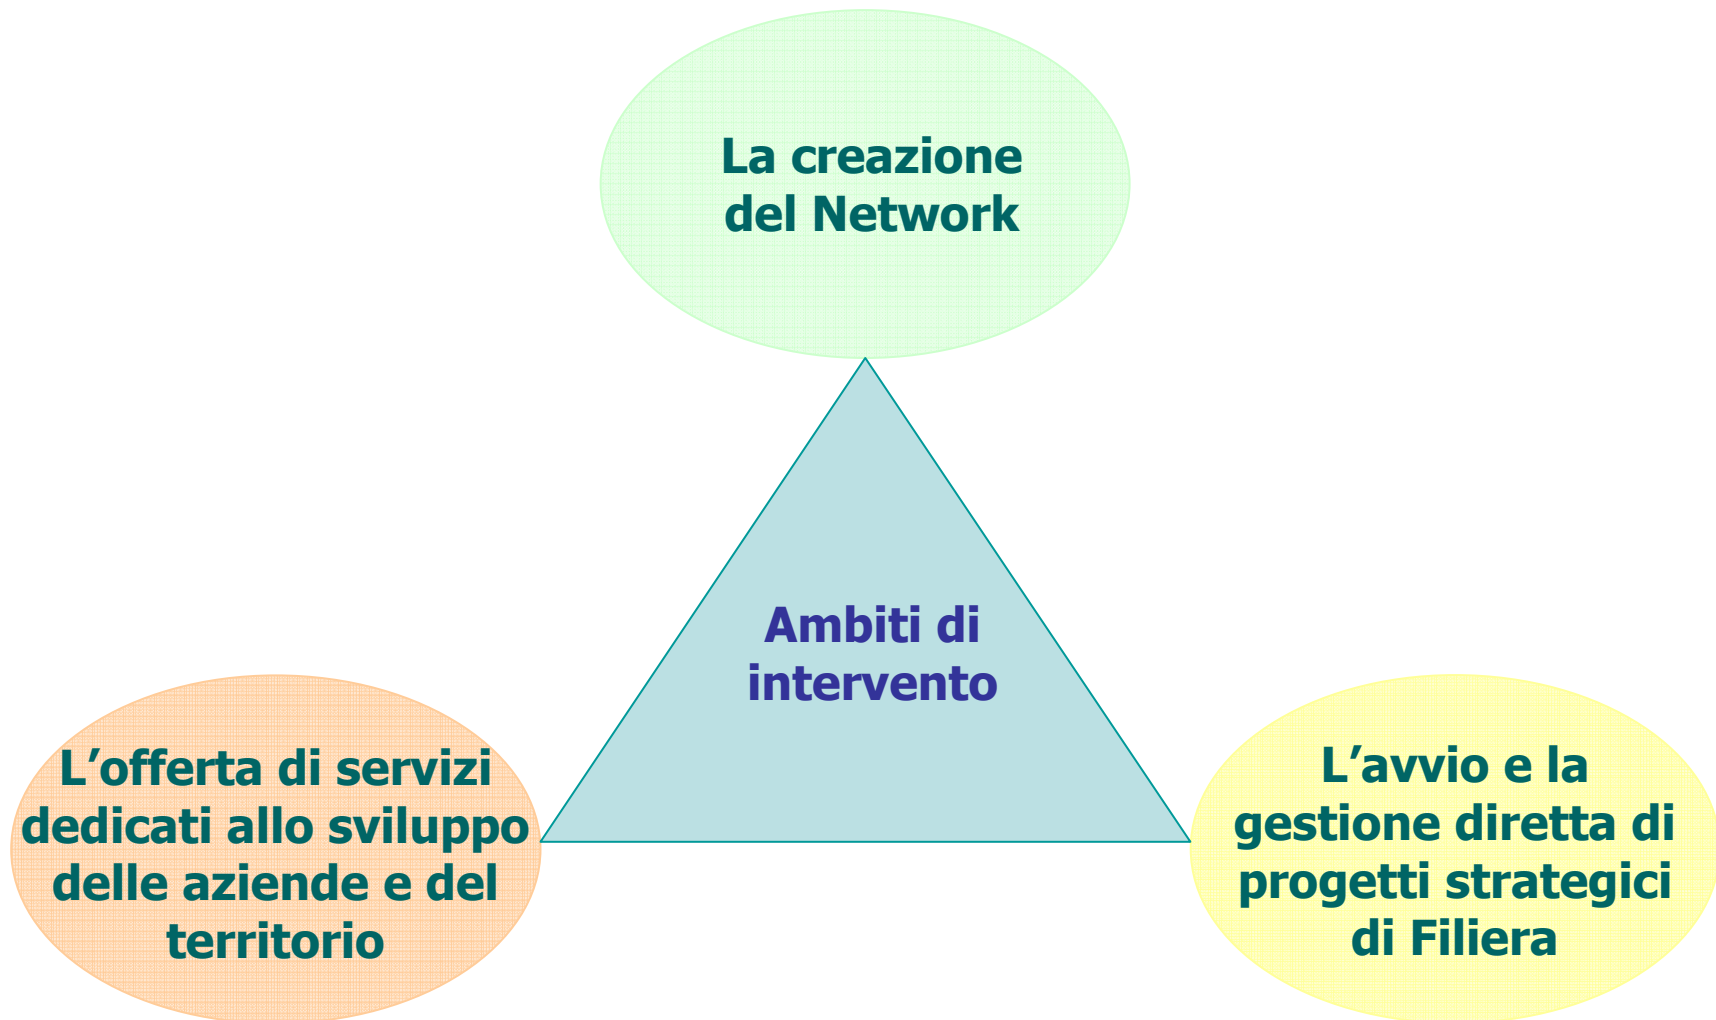 La creazione
del Network
Ambiti di
intervento
L’offerta di servizi
dedicati allo sviluppo
delle aziende e del
territorio
L’avvio e la
gestione diretta di
progetti strategici
di Filiera